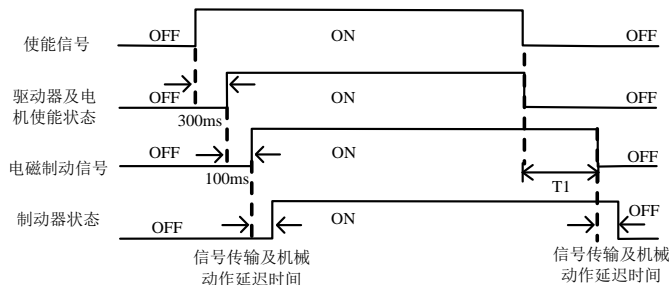 使能信号 OFF ON OFF
驱动器及电
机使能状态 OFF ON OFF
300ms
电磁制动信号 OFF ON OFF
100ms T1
制动器状态 OFF ON OFF
信号传输及机械
动作延迟时间
信号传输及机械
动作延迟时间